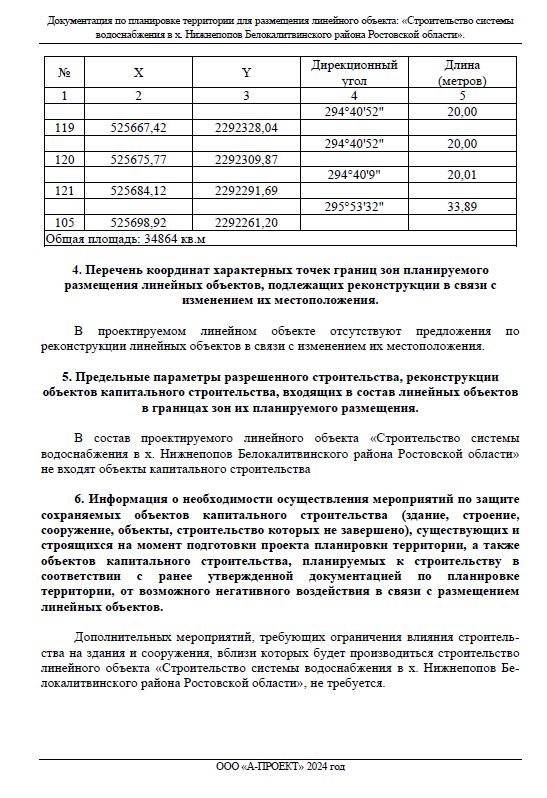 Документация по планировке территории для размещения линейного объекта: «Строительство системы
водоснабжения в х. Нижнепопов Белокалитвинского района Ростовской области».
№ X Y Дирекционный угол Длина (метров)
1 2 3 4 5
294°40'52" 20,00
119 525667,42 2292328,04
294°40'52" 20,00
120 525675,77 2292309,87
294°40'9" 20,01
121 525684,12 2292291,69
295°53'32" 33,89
105 525698,92 2292261,20
Общая площадь: 34864 кв.м
4. Перечень координат характерных точек границ зон планируемого
размещения линейных объектов, подлежащих реконструкции в связи с
изменением их местоположения.
В проектируемом линейном объекте отсутствуют предложения по
реконструкции линейных объектов в связи с изменением их местоположения.
5. Предельные параметры разрешенного строительства, реконструкции
объектов капитального строительства, входящих в состав линейных объектов
в границах зон их планируемого размещения.
В состав проектируемого линейного объекта «Строительство системы
водоснабжения в х. Нижнепопов Белокалитвинского района Ростовской области»
не входят объекты капитального строительства
6. Информация о необходимости осуществления мероприятий по защите
сохраняемых объектов капитального строительства (здание, строение,
сооружение, объекты, строительство которых не завершено), существующих и
строящихся на момент подготовки проекта планировки территории, а также
объектов капитального строительства, планируемых к строительству в
соответствии с ранее утвержденной документацией по планировке
территории, от возможного негативного воздействия в связи с размещением
линейных объектов.
Дополнительных мероприятий, требующих ограничения влияния строитель-
ства на здания и сооружения, вблизи которых будет производиться строительство
линейного объекта «Строительство системы водоснабжения в х. Нижнепопов Бе-
локалитвинского района Ростовской области», не требуется.
ООО «А-ПРОЕКТ» 2024 год